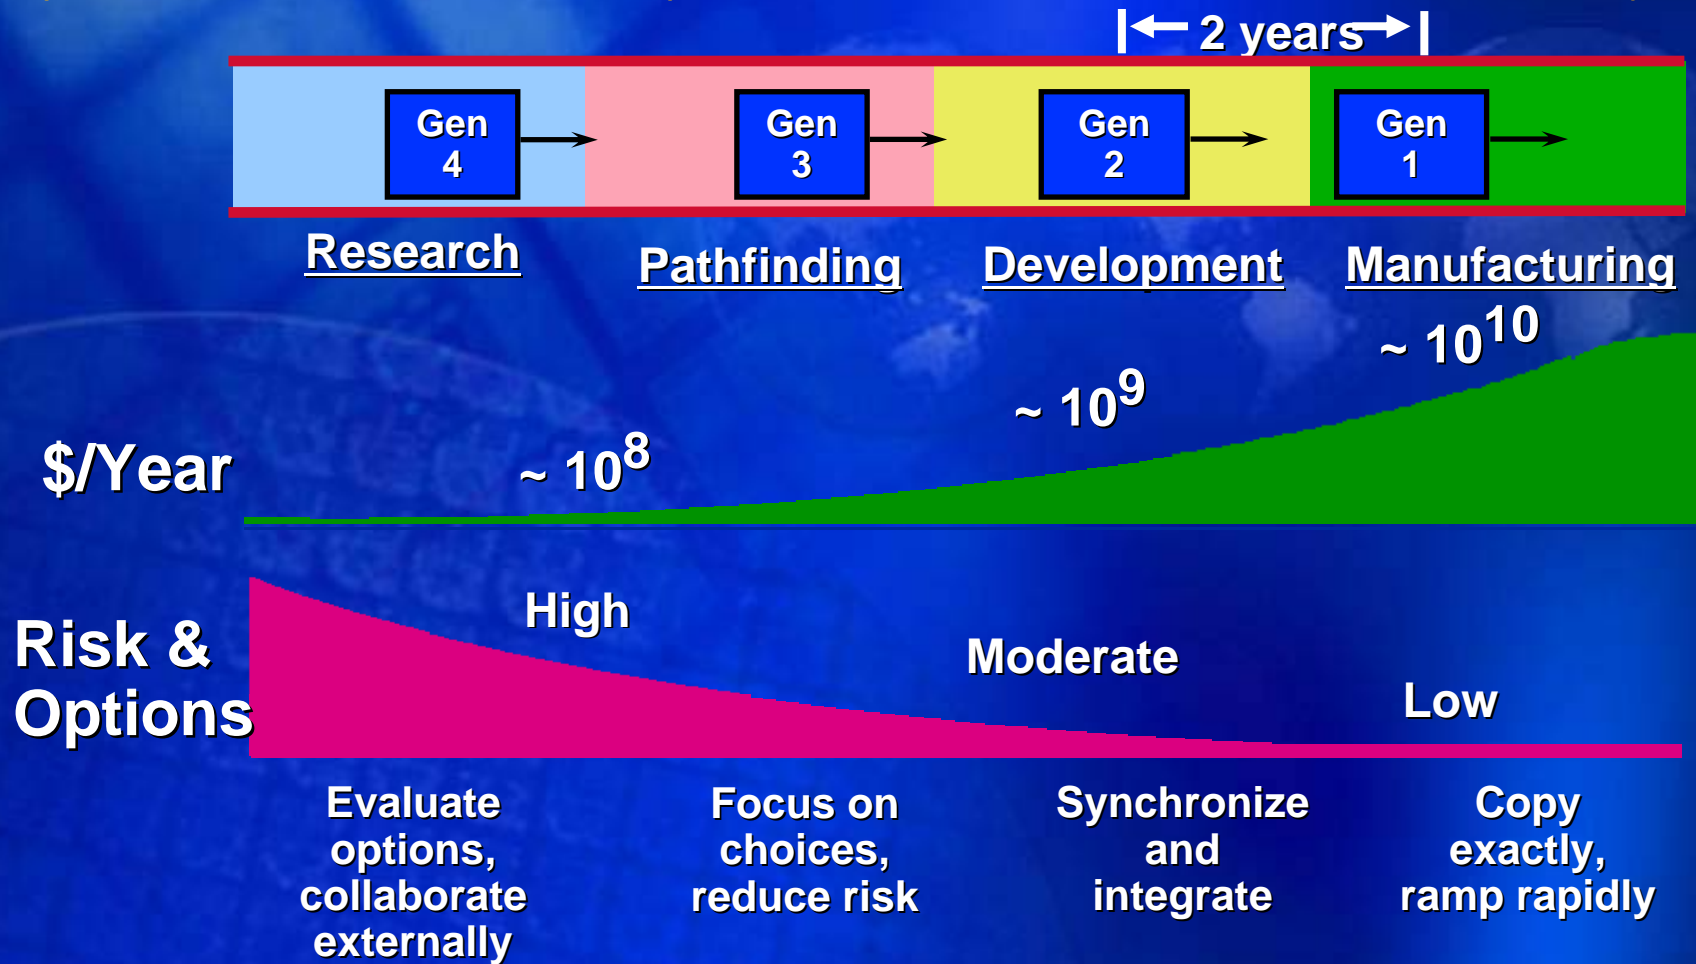 2 years
Gen
4
Gen
3
Gen
2
Gen
1
Research
Pathfinding
Development
Manufacturing
$/Year
~ 10^8
~ 10^9
~ 10^10
Risk &
Options
High
Moderate
Low
Evaluate
options,
collaborate
externally
Focus on
choices,
reduce risk
Synchronize
and
integrate
Copy
exactly,
ramp rapidly